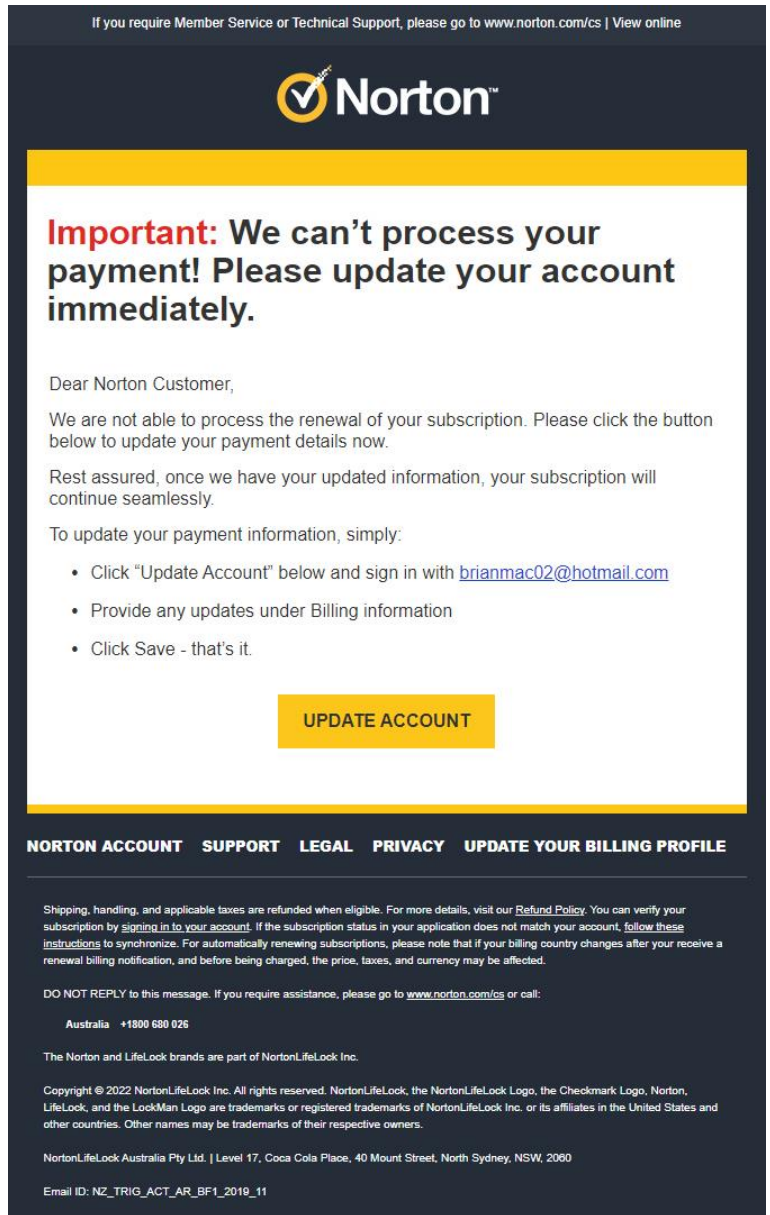 If you require Member Service or Technical Support, please go to www.norton.com/cs | View online
Norton™
Important: We can’t process your
payment! Please update your account
immediately.
Dear Norton Customer,
We are not able to process the renewal of your subscription. Please click the button
below to update your payment details now.
Rest assured, once we have your updated information, your subscription will
continue seamlessly.
To update your payment information, simply:
• Click “Update Account” below and sign in with brianmac02@hotmail.com
• Provide any updates under Billing information
• Click Save - that’s it.
UPDATE ACCOUNT
NORTON ACCOUNT SUPPORT LEGAL PRIVACY UPDATE YOUR BILLING PROFILE
Shipping, handling, and applicable taxes are refunded when eligible. For more details, visit our Refund Policy. You can verify your
subscription by signing in to your account. If the subscription status in your application does not match your account, follow these
instructions to synchronize. For automatically renewing subscriptions, please note that if your billing country changes after your receive a
renewal billing notification, and before being charged, the price, taxes, and currency may be affected.
DO NOT REPLY to this message. If you require assistance, please go to www.norton.com/cs or call:
Australia +1800 680 026
The Norton and LifeLock brands are part of NortonLifeLock Inc.
Copyright © 2022 NortonLifeLock Inc. All rights reserved. NortonLifeLock, the NortonLifeLock Logo, the Checkmark Logo, Norton,
LifeLock, and the LockMan Logo are trademarks or registered trademarks of NortonLifeLock Inc. or its affiliates in the United States and
other countries. Other names may be trademarks of their respective owners.
NortonLifeLock Australia Pty Ltd. | Level 17, Coca Cola Place, 40 Mount Street, North Sydney, NSW, 2060
Email ID: NZ_TRIG_ACT_AR_BF1_2019_11